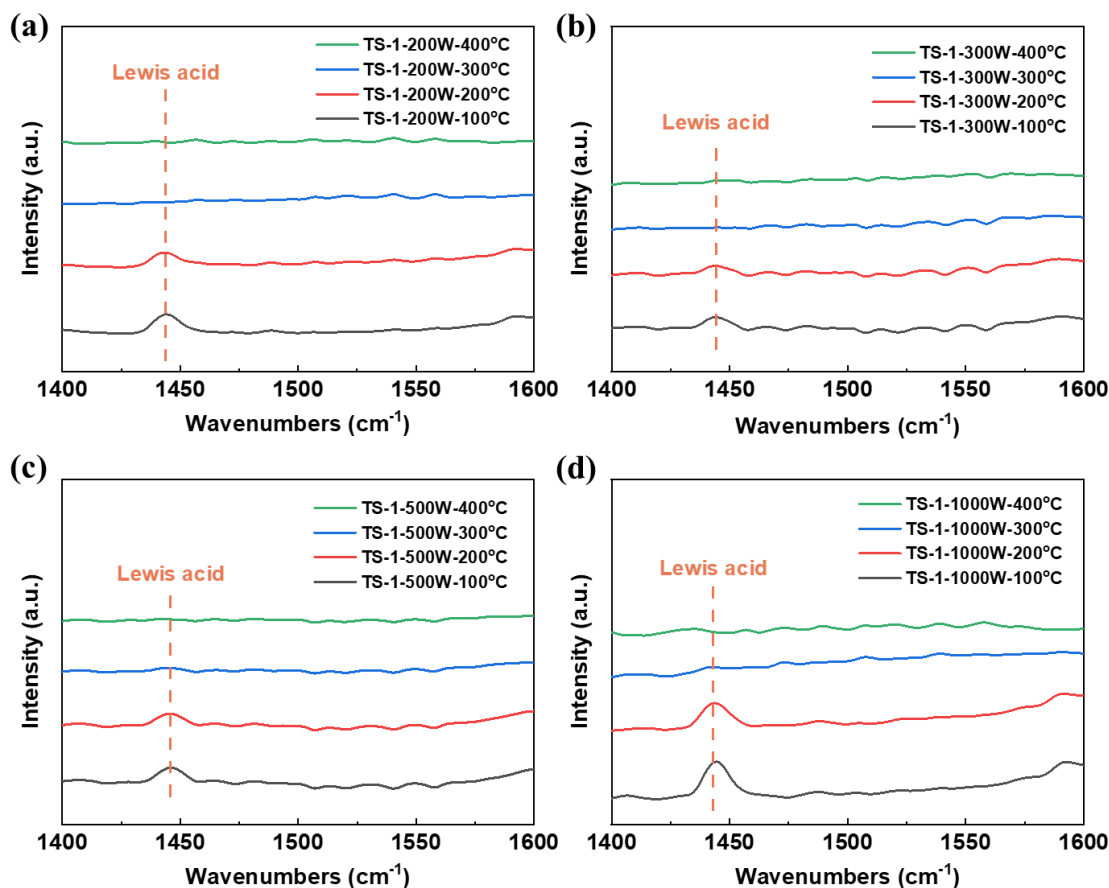 (a)
TS-1-200W-400°C
TS-1-200W-300°C
TS-1-200W-200°C
TS-1-200W-100°C
Lewis acid
Intensity (a.u.)
1400 1450 1500 1550 1600
Wavenumbers (cm⁻¹)
(b)
TS-1-300W-400°C
TS-1-300W-300°C
TS-1-300W-200°C
TS-1-300W-100°C
Lewis acid
Intensity (a.u.)
1400 1450 1500 1550 1600
Wavenumbers (cm⁻¹)
(c)
TS-1-500W-400°C
TS-1-500W-300°C
TS-1-500W-200°C
TS-1-500W-100°C
Lewis acid
Intensity (a.u.)
1400 1450 1500 1550 1600
Wavenumbers (cm⁻¹)
(d)
TS-1-1000W-400°C
TS-1-1000W-300°C
TS-1-1000W-200°C
TS-1-1000W-100°C
Lewis acid
Intensity (a.u.)
1400 1450 1500 1550 1600
Wavenumbers (cm⁻¹)